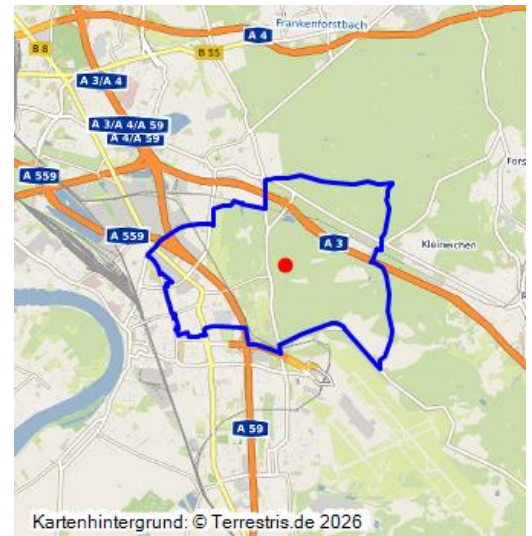 Frankenforstbach
A 4
B 8
B 55
A 3/A 4
A 3/A 4/A 59
A 4/A 59
A 559
A 559
A 3
Kleineichen
A 59
Kartenhintergrund: © Terrestris.de 2026